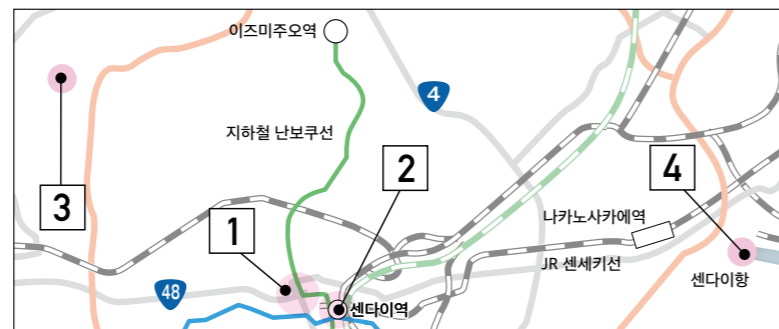 이즈미주오역
4
지하철 난보쿠선
3
2
4
1
나카노사카에역
JR 센세키선
센다이항
48
센다이역